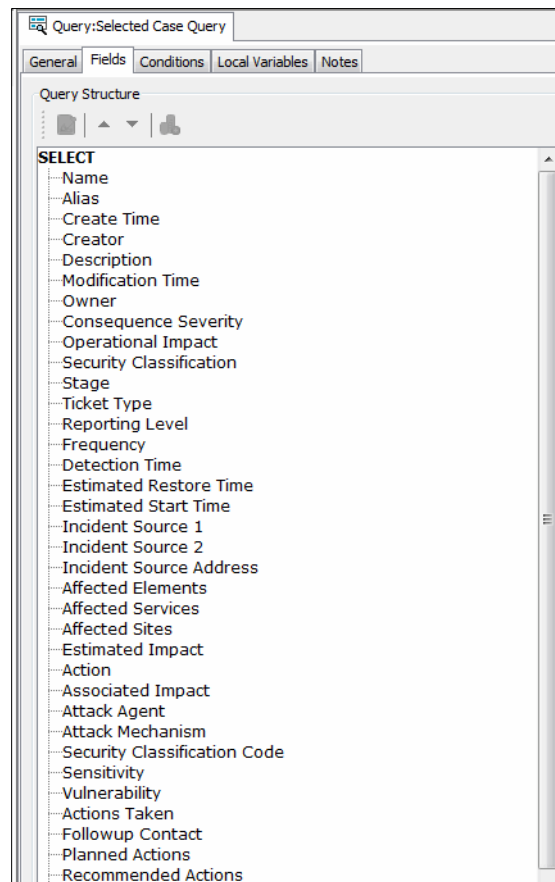 Query:Selected Case Query
General Fields Conditions Local Variables Notes
Query Structure
SELECT
Name
Alias
Create Time
Creator
Description
Modification Time
Owner
Consequence Severity
Operational Impact
Security Classification
Stage
Ticket Type
Reporting Level
Frequency
Detection Time
Estimated Restore Time
Estimated Start Time
Incident Source 1
Incident Source 2
Incident Source Address
Affected Elements
Affected Services
Affected Sites
Estimated Impact
Action
Associated Impact
Attack Agent
Attack Mechanism
Security Classification Code
Sensitivity
Vulnerability
Actions Taken
Followup Contact
Planned Actions
Recommended Actions